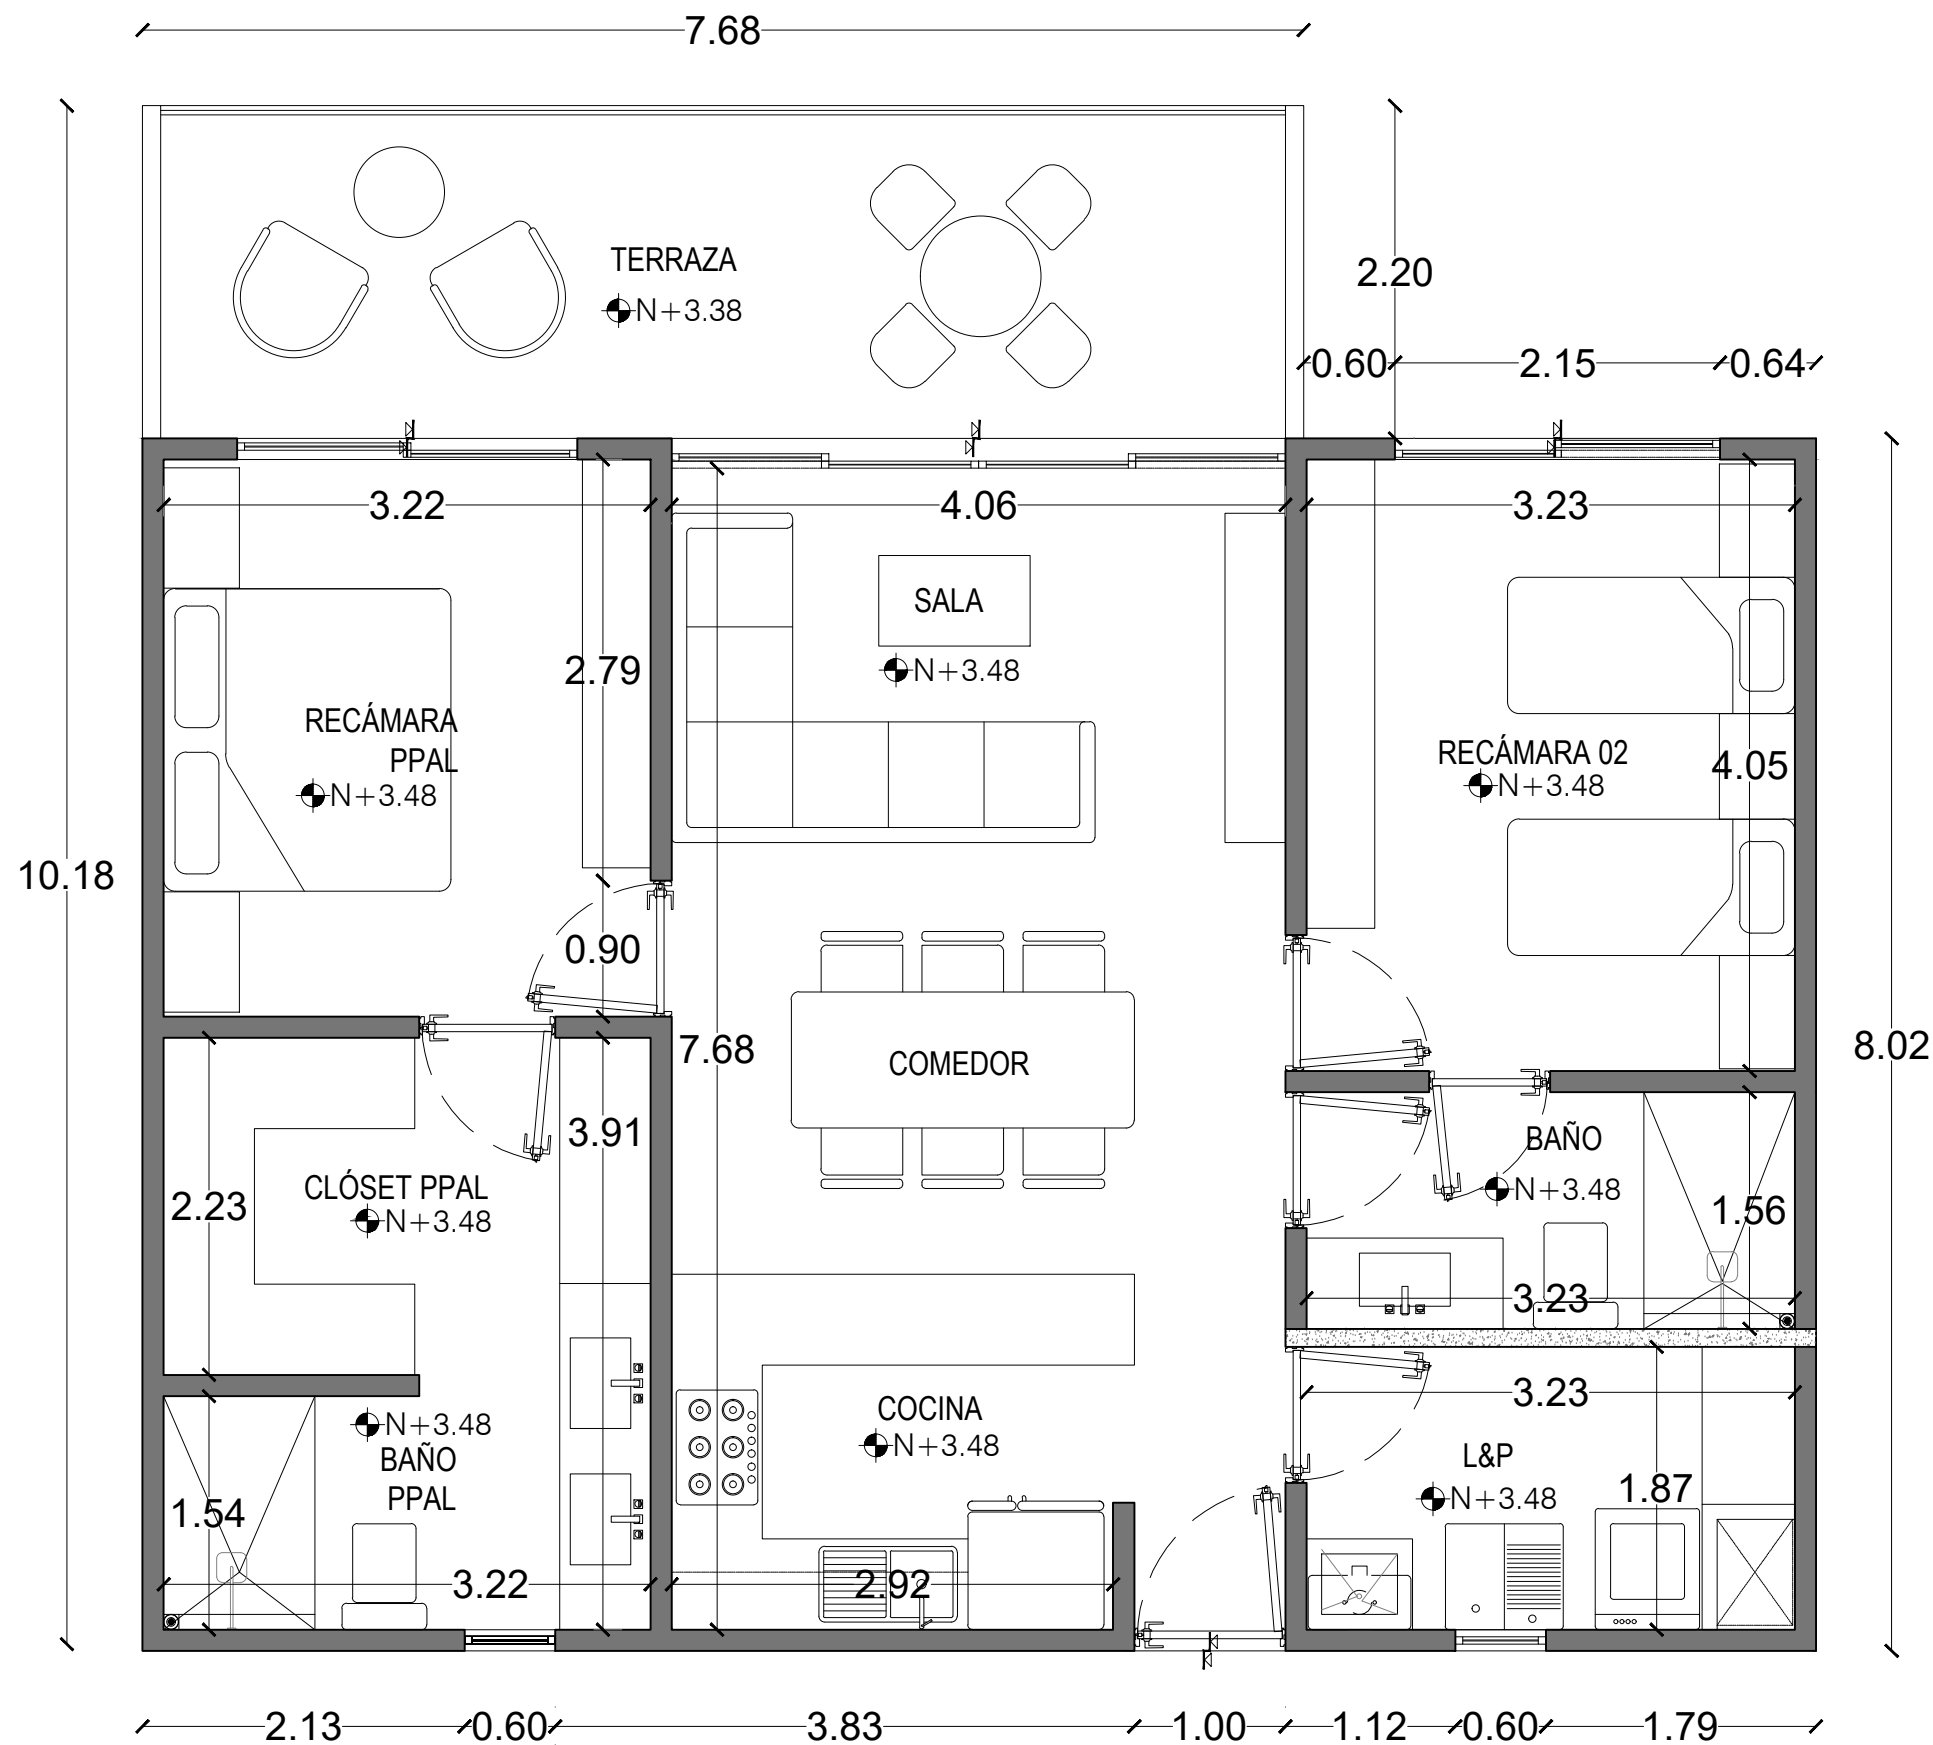 7.68
TERRAZA
N+3.38
2.20
0.60
2.15
0.64
3.22
4.06
3.23
SALA
N+3.48
2.79
RECÁMARA
PPAL
N+3.48
RECÁMARA 02
N+3.48
4.05
10.18
0.90
7.68
COMEDOR
8.02
3.91
BAÑO
N+3.48
CLÓSET PPAL
N+3.48
2.23
1.56
3.23
3.23
COCINA
N+3.48
N+3.48
BAÑO
PPAL
1.54
L&P
N+3.48
1.87
3.22
2.92
2.13
0.60
3.83
1.00
1.12
0.60
1.79